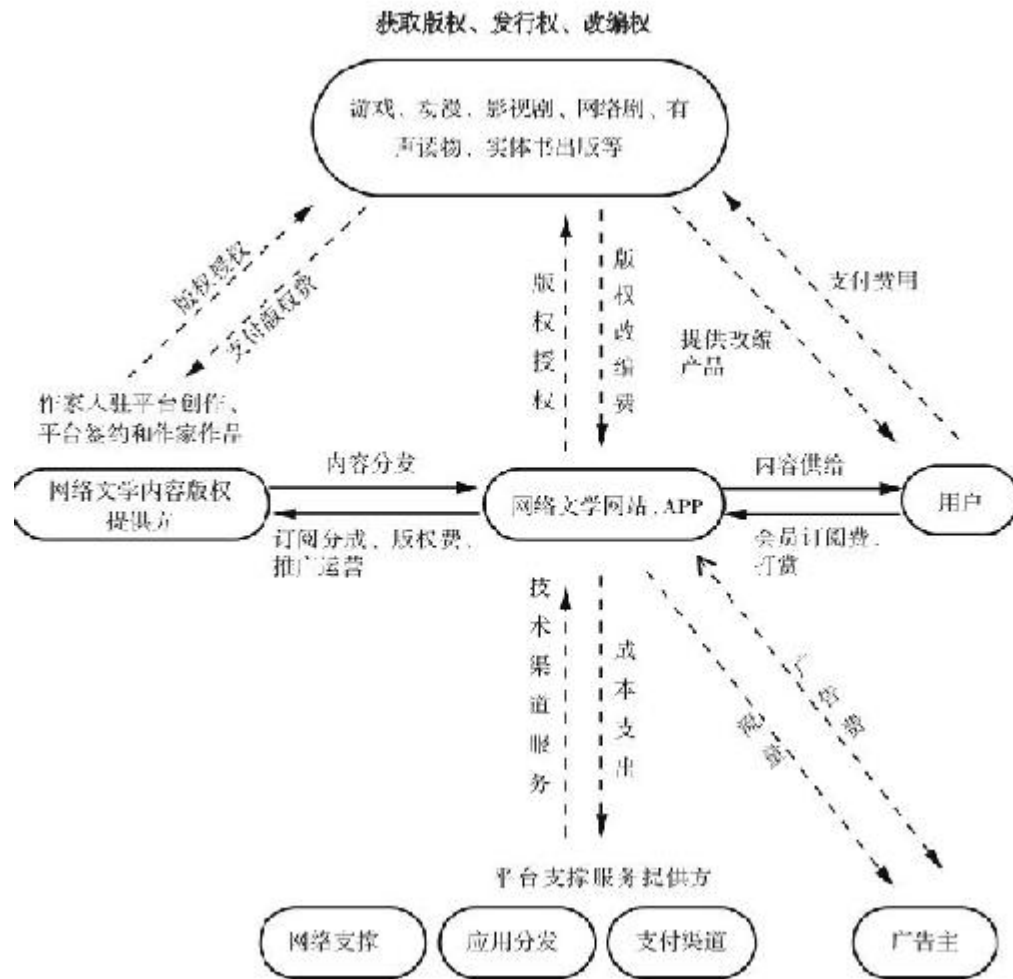 获取版权、发行权、改编权
游戏、动漫、影视剧、网络剧、有
声读物、实体书出版等
版权授权
支付版权费
版权授权
版权改编费
支付费用
提供改编
产品
作家入驻平台创作、
平台签约和作家作品
网络文学内容版权
提供方
内容分发
订阅分成、版权费、
推广运营
网络文学网站、APP
内容供给
会员订阅费、
打赏
用户
技术渠道服务
成本支出
广告费
平台支撑服务提供方
网络支撑
应用分发
支付渠道
广告主